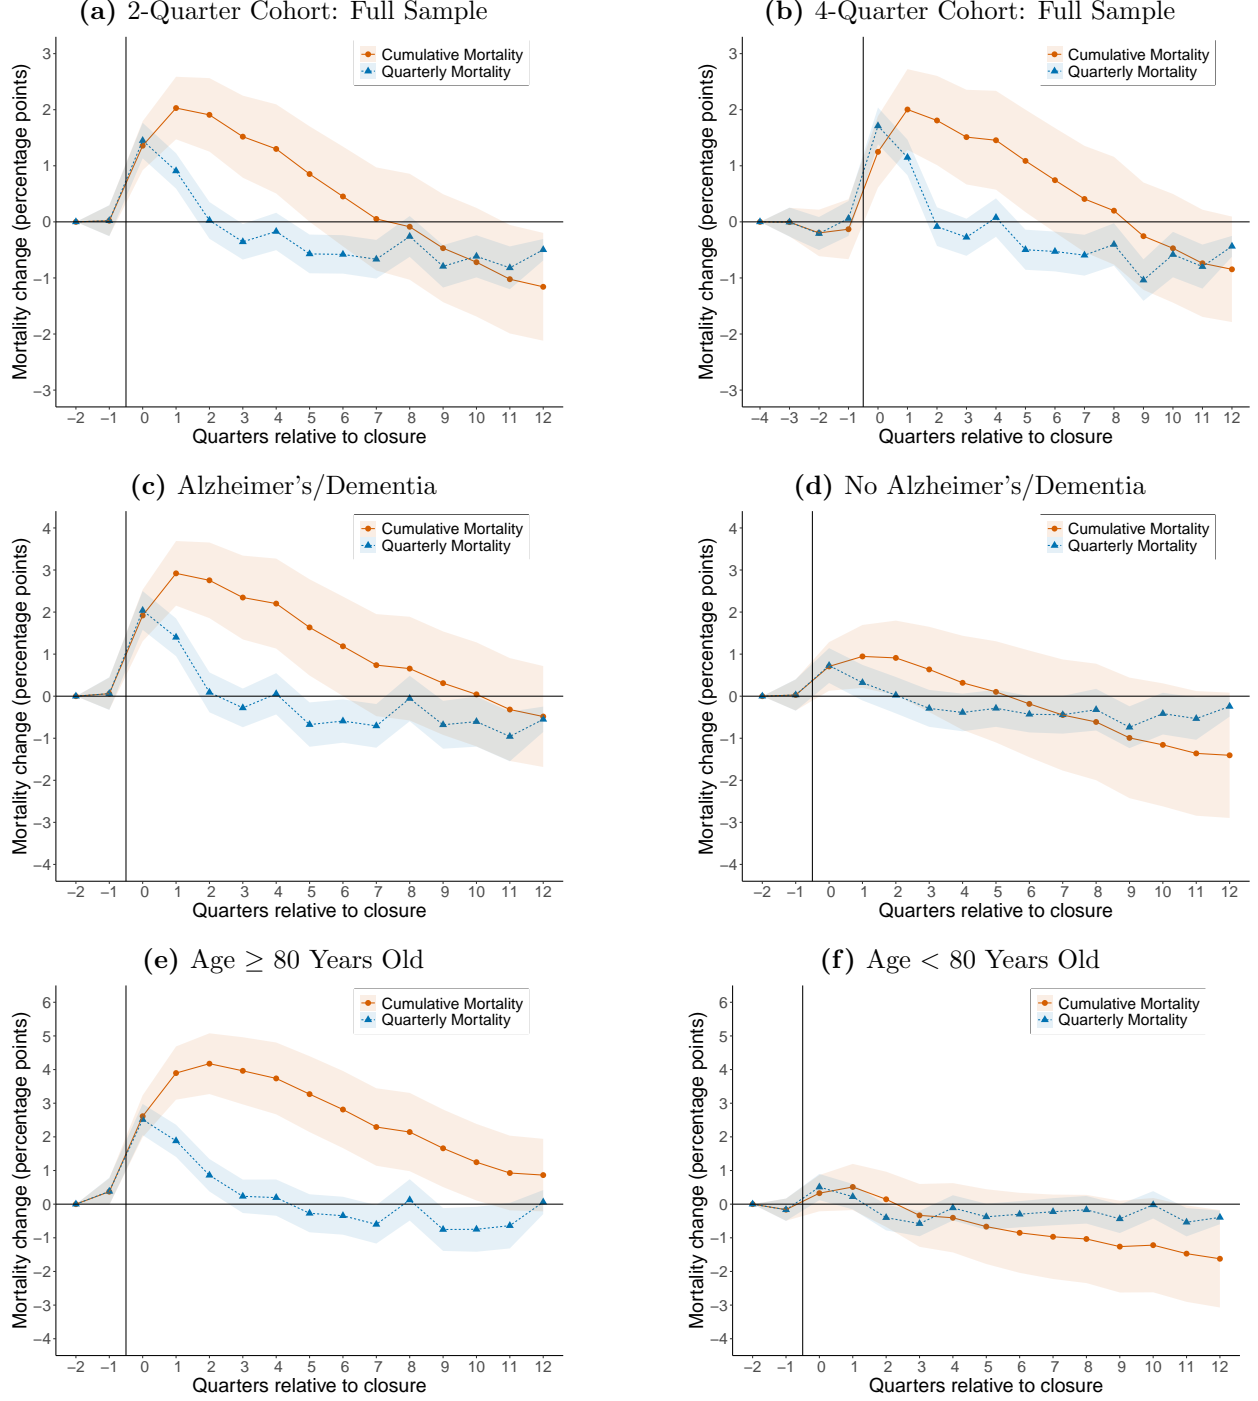 (a) 2-Quarter Cohort: Full Sample
Mortality change (percentage points)
3
2
1
0
−1
−2
−3
Cumulative Mortality
Quarterly Mortality
−2 −1 0 1 2 3 4 5 6 7 8 9 10 11 12
Quarters relative to closure
(b) 4-Quarter Cohort: Full Sample
Mortality change (percentage points)
3
2
1
0
−1
−2
−3
Cumulative Mortality
Quarterly Mortality
−4 −3 −2 −1 0 1 2 3 4 5 6 7 8 9 10 11 12
Quarters relative to closure
(c) Alzheimer's/Dementia
Mortality change (percentage points)
4
3
2
1
0
−1
−2
−3
−4
Cumulative Mortality
Quarterly Mortality
−2 −1 0 1 2 3 4 5 6 7 8 9 10 11 12
Quarters relative to closure
(d) No Alzheimer's/Dementia
Mortality change (percentage points)
4
3
2
1
0
−1
−2
−3
−4
Cumulative Mortality
Quarterly Mortality
−2 −1 0 1 2 3 4 5 6 7 8 9 10 11 12
Quarters relative to closure
(e) Age ≥ 80 Years Old
Mortality change (percentage points)
6
5
4
3
2
1
0
−1
−2
−3
−4
Cumulative Mortality
Quarterly Mortality
−2 −1 0 1 2 3 4 5 6 7 8 9 10 11 12
Quarters relative to closure
(f) Age < 80 Years Old
Mortality change (percentage points)
6
5
4
3
2
1
0
−1
−2
−3
−4
Cumulative Mortality
Quarterly Mortality
−2 −1 0 1 2 3 4 5 6 7 8 9 10 11 12
Quarters relative to closure